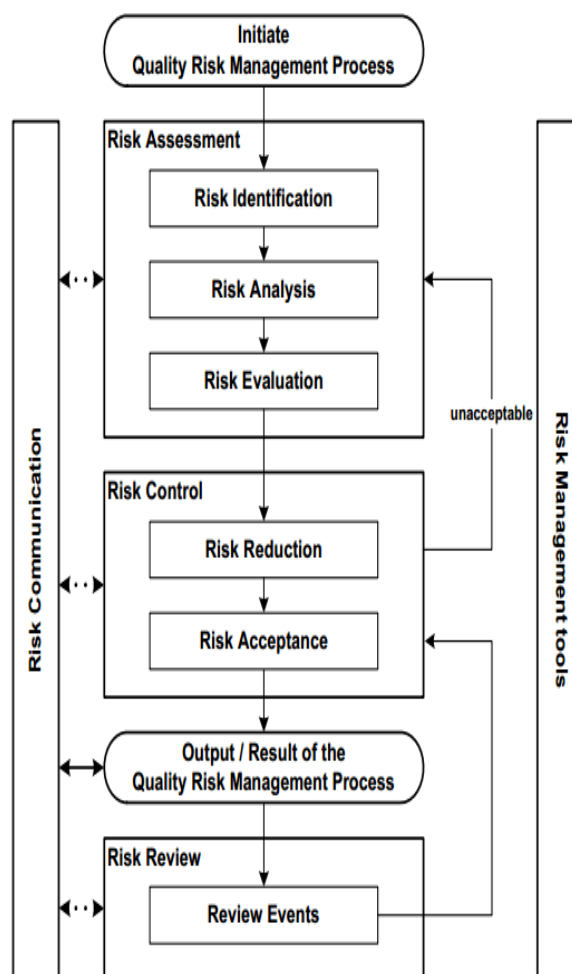 Initiate
Quality Risk Management Process
Risk Assessment
Risk Identification
Risk Analysis
Risk Evaluation
unacceptable
Risk Communication
Risk Management tools
Risk Control
Risk Reduction
Risk Acceptance
Output / Result of the
Quality Risk Management Process
Risk Review
Review Events